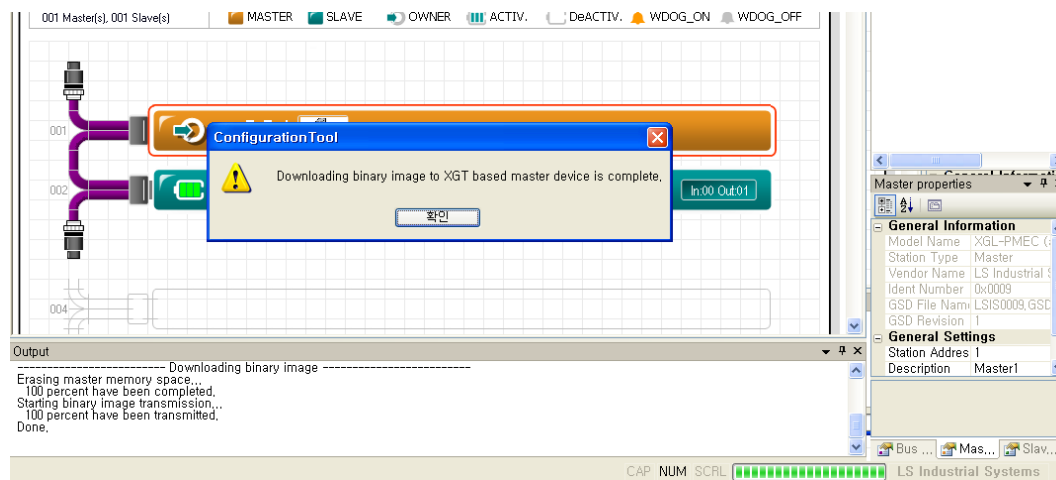 001 Master(s), 001 Slave(s)
MASTER SLAVE OWNER ACTIV. DeACTIV. WDOG_ON WDOG_OFF
001
ConfigurationTool
Downloading binary image to XGT based master device is complete,
확인
002
In:00 Out:01
004
Master properties
General Information
Model Name XGL-PMEC (
Station Type Master
Vendor Name LS Industrial
Ident Number 0x0009
GSD File Nam LSIS0009,GSD
GSD Revision 1
General Settings
Station Addres 1
Description Master1
Output
------------------------ Downloading binary image ------------------------
Erasing master memory space,,,
100 percent have been completed,
Starting binary image transmission,,,
100 percent have been transmitted,
Done,
Bus ... Mas... Slav...
CAP NUM SCRL LS Industrial Systems